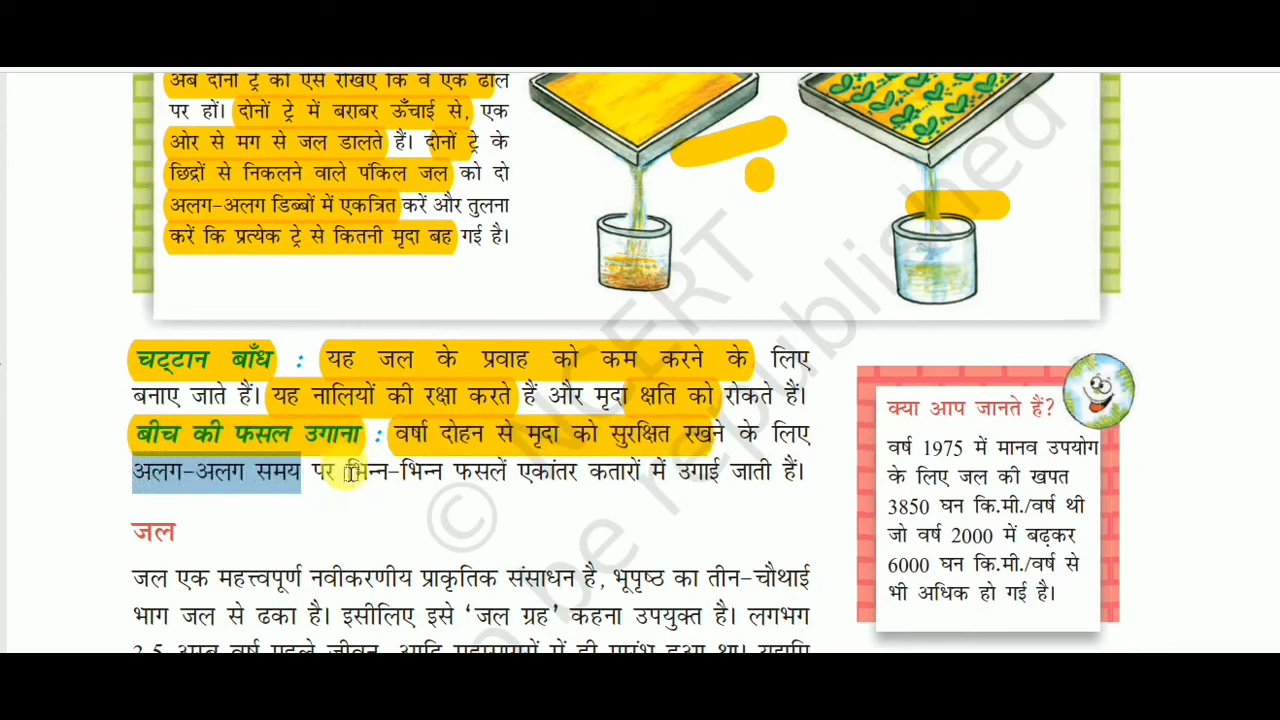 अब दोनों ट्रे को ऐसे रखिए कि वे एक ढाल
पर हों। दोनों ट्रे में बराबर ऊँचाई से, एक
ओर से मग से जल डालते हैं। दोनों ट्रे के
छिद्रों से निकलने वाले पंकिल जल को दो
अलग-अलग डिब्बों में एकत्रित करें और तुलना
करें कि प्रत्येक ट्रे से कितनी मृदा बह गई है।
चट्टान बाँध : यह जल के प्रवाह को कम करने के लिए
बनाए जाते हैं। यह नालियों की रक्षा करते हैं और मृदा क्षति को रोकते हैं।
बीच की फसल उगाना : वर्षा दोहन से मृदा को सुरक्षित रखने के लिए
अलग-अलग समय पर भिन्न-भिन्न फसलें एकांतर कतारों में उगाई जाती हैं।
जल
जल एक महत्त्वपूर्ण नवीकरणीय प्राकृतिक संसाधन है, भूपृष्ठ का तीन-चौथाई
भाग जल से ढका है। इसीलिए इसे ‘जल ग्रह’ कहना उपयुक्त है। लगभग
क्या आप जानते हैं?
वर्ष 1975 में मानव उपयोग
के लिए जल की खपत
3850 घन कि.मी./वर्ष थी
जो वर्ष 2000 में बढ़कर
6000 घन कि.मी./वर्ष से
भी अधिक हो गई है।
© NCERT
be republished